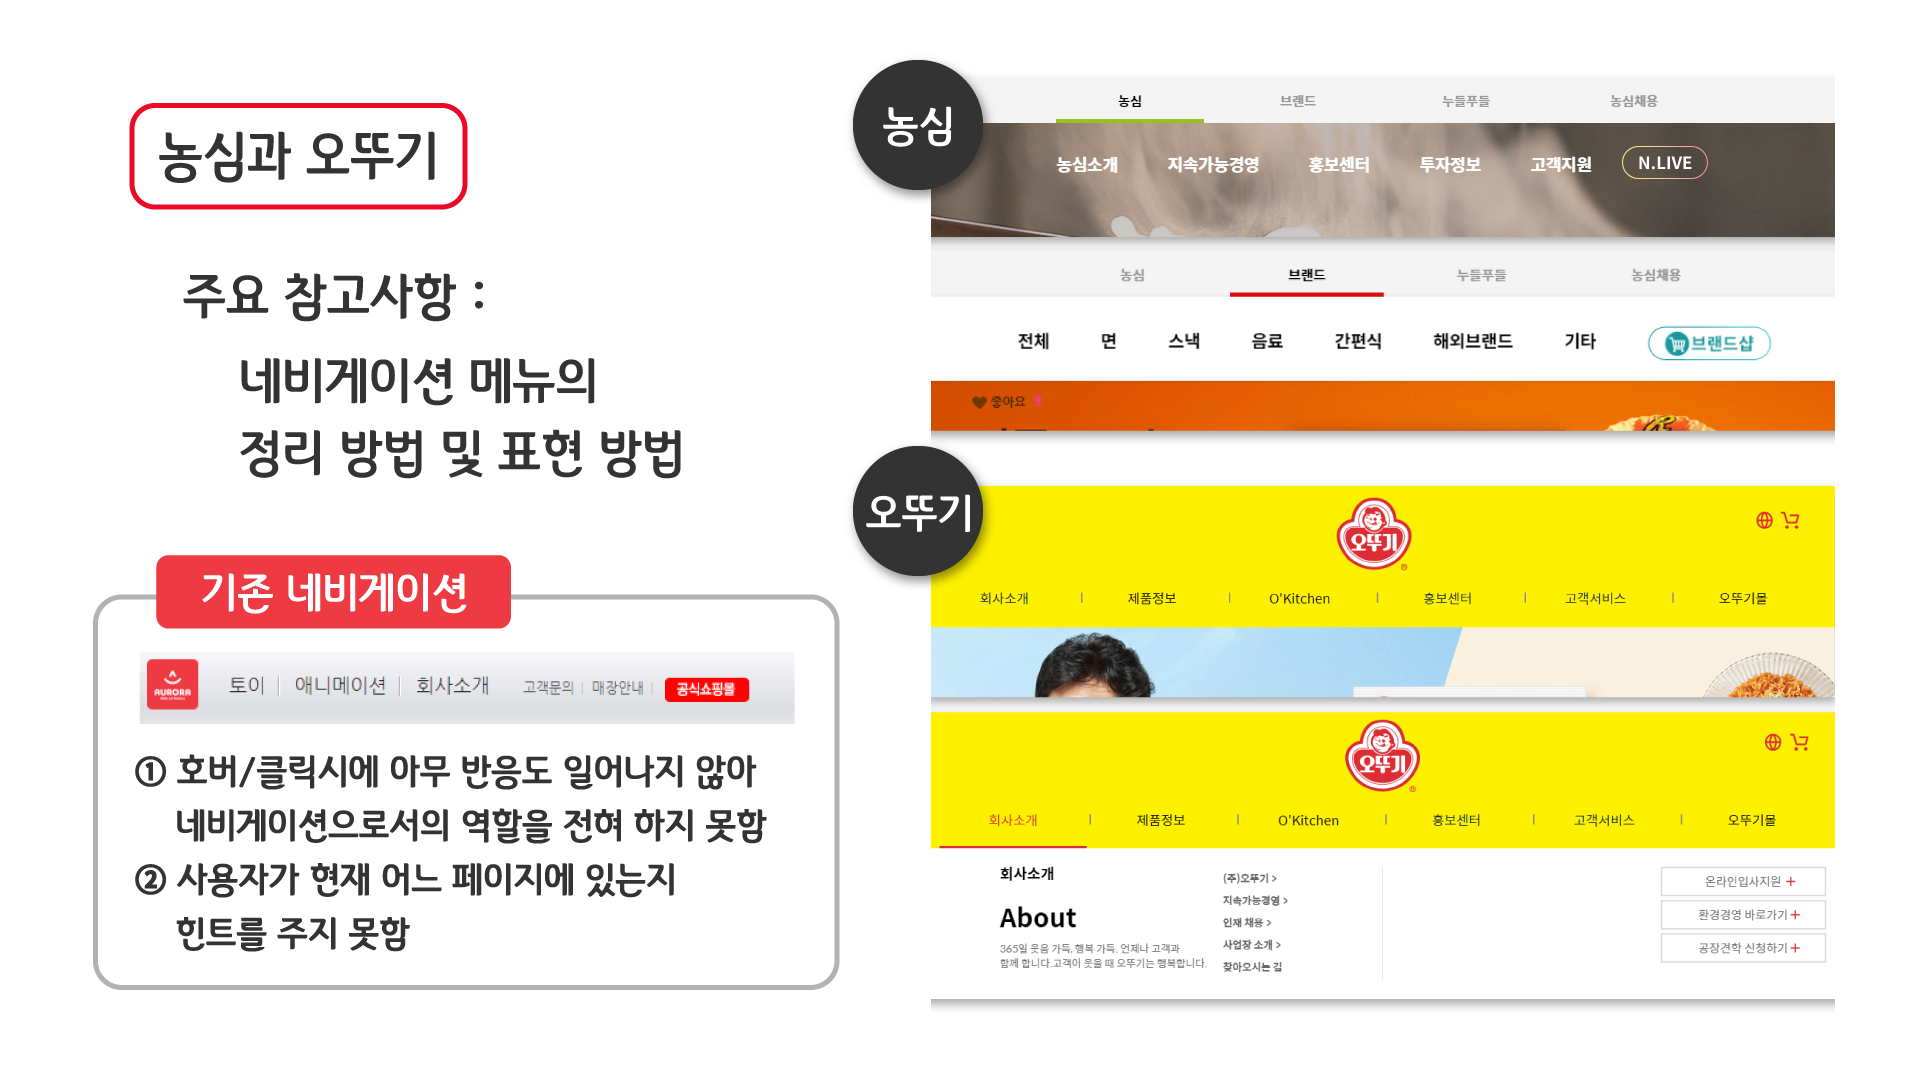 농심과 오뚜기
주요 참고사항 :
네비게이션 메뉴의
정리 방법 및 표현 방법
기존 네비게이션
AURORA
토이 애니메이션 회사소개 고객문의 매장안내 공식쇼핑몰
① 호버/클릭시에 아무 반응도 일어나지 않아
네비게이션으로서의 역할을 전혀 하지 못함
② 사용자가 현재 어느 페이지에 있는지
힌트를 주지 못함
농심
농심 브랜드 누들푸들 농심채용
농심소개 지속가능경영 홍보센터 투자정보 고객지원 N.LIVE
농심 브랜드 누들푸들 농심채용
전체 면 스낵 음료 간편식 해외브랜드 기타 브랜드샵
좋아요 9
오뚜기
오뚜기
회사소개 제품정보 O'Kitchen 홍보센터 고객서비스 오뚜기몰
오뚜기
회사소개 제품정보 O'Kitchen 홍보센터 고객서비스 오뚜기몰
회사소개
About
365일 웃음 가득, 행복 가득. 언제나 고객과
함께 합니다.고객이 웃을 때 오뚜기는 행복합니다.
(주)오뚜기 >
지속가능경영 >
인재 채용 >
사업장 소개 >
찾아오시는 길
온라인입사지원 +
환경경영 바로가기 +
공장견학 신청하기 +